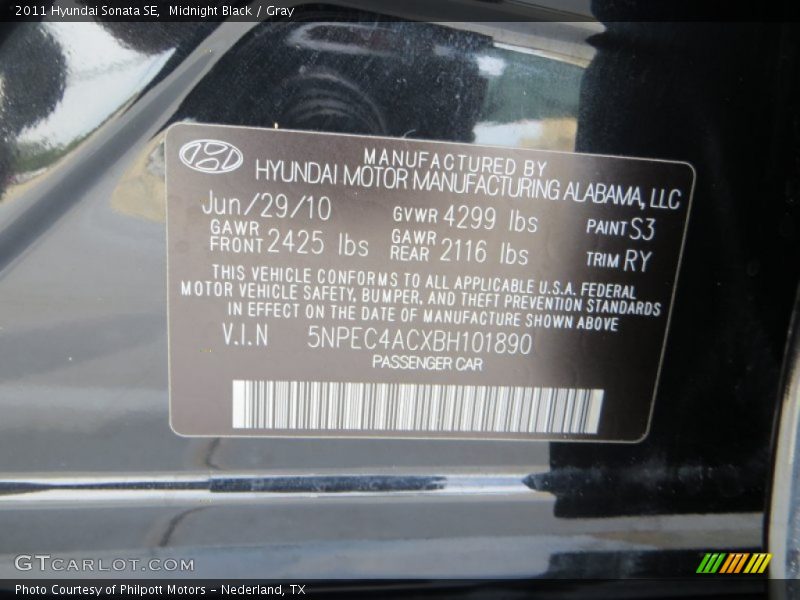 2011 Hyundai Sonata SE, Midnight Black / Gray
MANUFACTURED BY
HYUNDAI MOTOR MANUFACTURING ALABAMA, LLC
Jun/29/10 GVWR 4299 lbs PAINT S3
GAWR FRONT 2425 lbs GAWR REAR 2116 lbs TRIM RY
THIS VEHICLE CONFORMS TO ALL APPLICABLE U.S.A. FEDERAL
MOTOR VEHICLE SAFETY, BUMPER, AND THEFT PREVENTION STANDARDS
IN EFFECT ON THE DATE OF MANUFACTURE SHOWN ABOVE
V.I.N 5NPEC4ACXBH101890
PASSENGER CAR
GTCARLOT.COM
Photo Courtesy of Philpott Motors - Nederland, TX